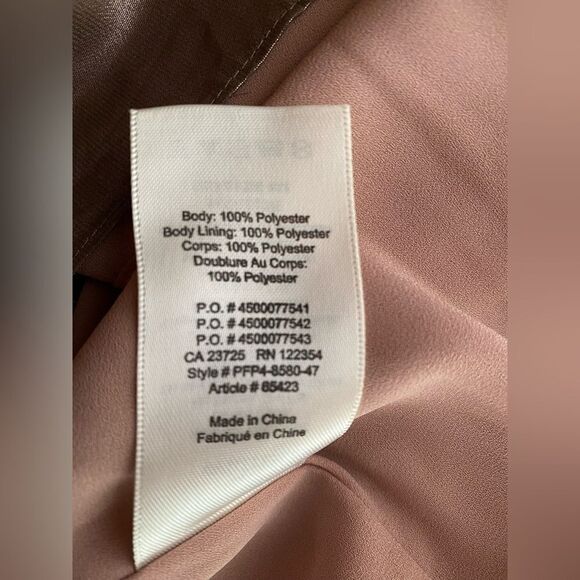 Body: 100% Polyester
Body Lining: 100% Polyester
Corps: 100% Polyester
Doublure Au Corps:
100% Polyester
P.O. # 4500077541
P.O. # 4500077542
P.O. # 4500077543
CA 23725 RN 122354
Style # PFP4-8580-47
Article # 65423
Made in China
Fabriqué en Chine